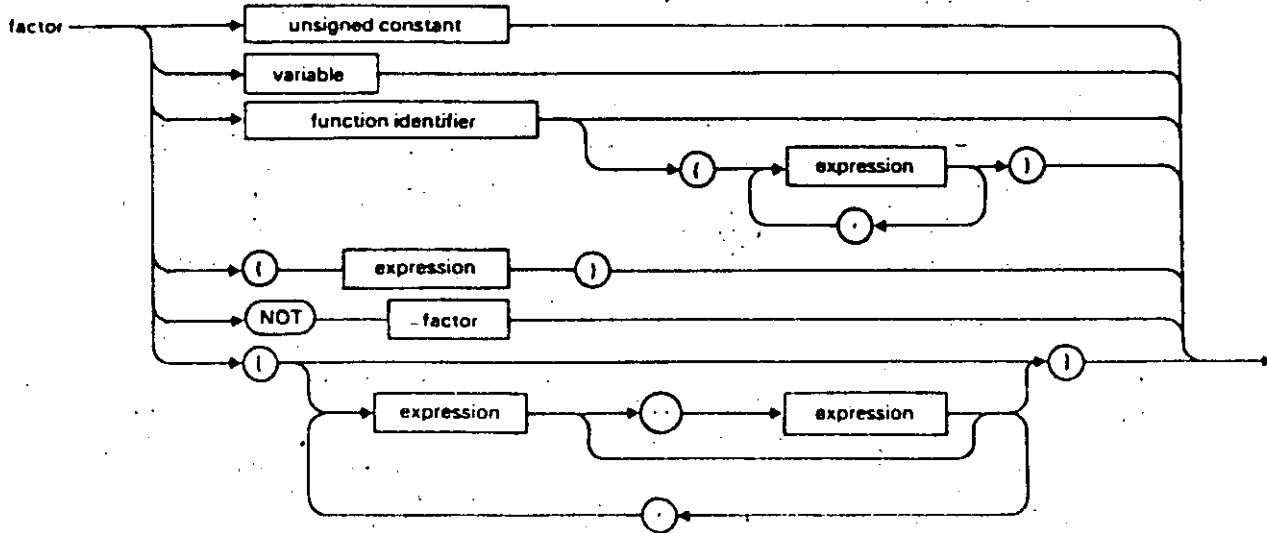 factor
unsigned constant
variable
function identifier
( expression )
,
( expression )
NOT factor
[ ]
expression .. expression
,